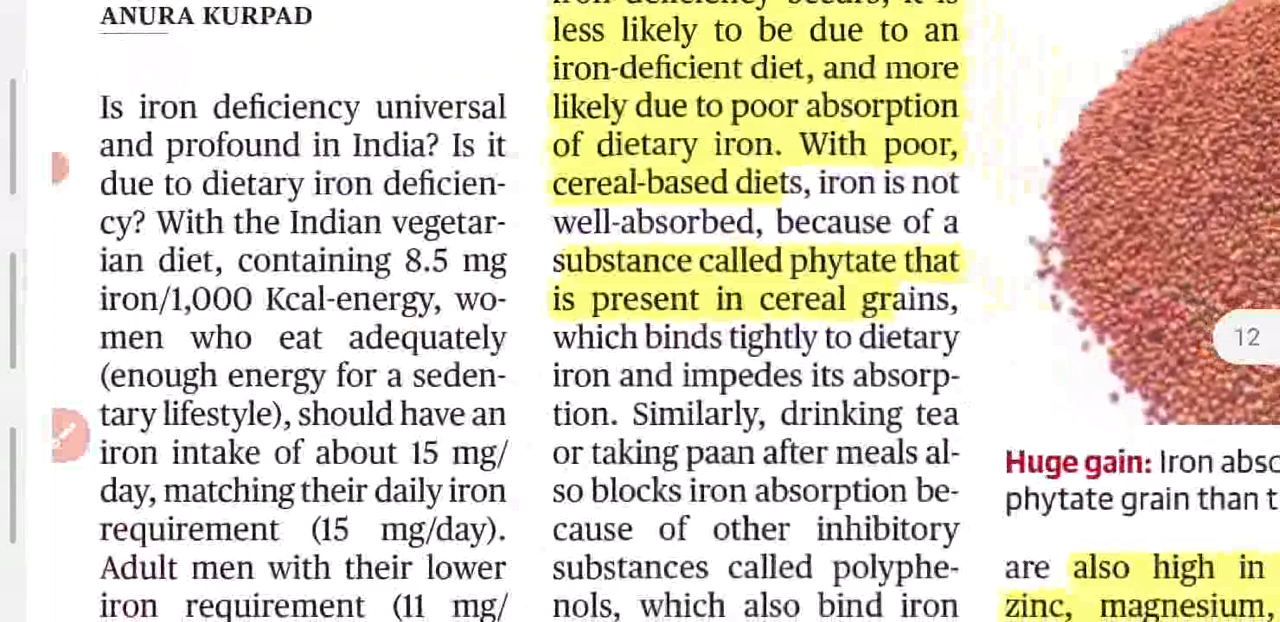 ANURA KURPAD
Is iron deficiency universal
and profound in India? Is it
due to dietary iron deficien-
cy? With the Indian vegetar-
ian diet, containing 8.5 mg
iron/1,000 Kcal-energy, wo-
men who eat adequately
(enough energy for a seden-
tary lifestyle), should have an
iron intake of about 15 mg/
day, matching their daily iron
requirement (15 mg/day).
Adult men with their lower
iron requirement (11 mg/
iron deficiency occurs, it is
less likely to be due to an
iron-deficient diet, and more
likely due to poor absorption
of dietary iron. With poor,
cereal-based diets, iron is not
well-absorbed, because of a
substance called phytate that
is present in cereal grains,
which binds tightly to dietary
iron and impedes its absorp-
tion. Similarly, drinking tea
or taking paan after meals al-
so blocks iron absorption be-
cause of other inhibitory
substances called polyphe-
nols, which also bind iron
12
Huge gain: Iron abso
phytate grain than t
are also high in
zinc, magnesium,